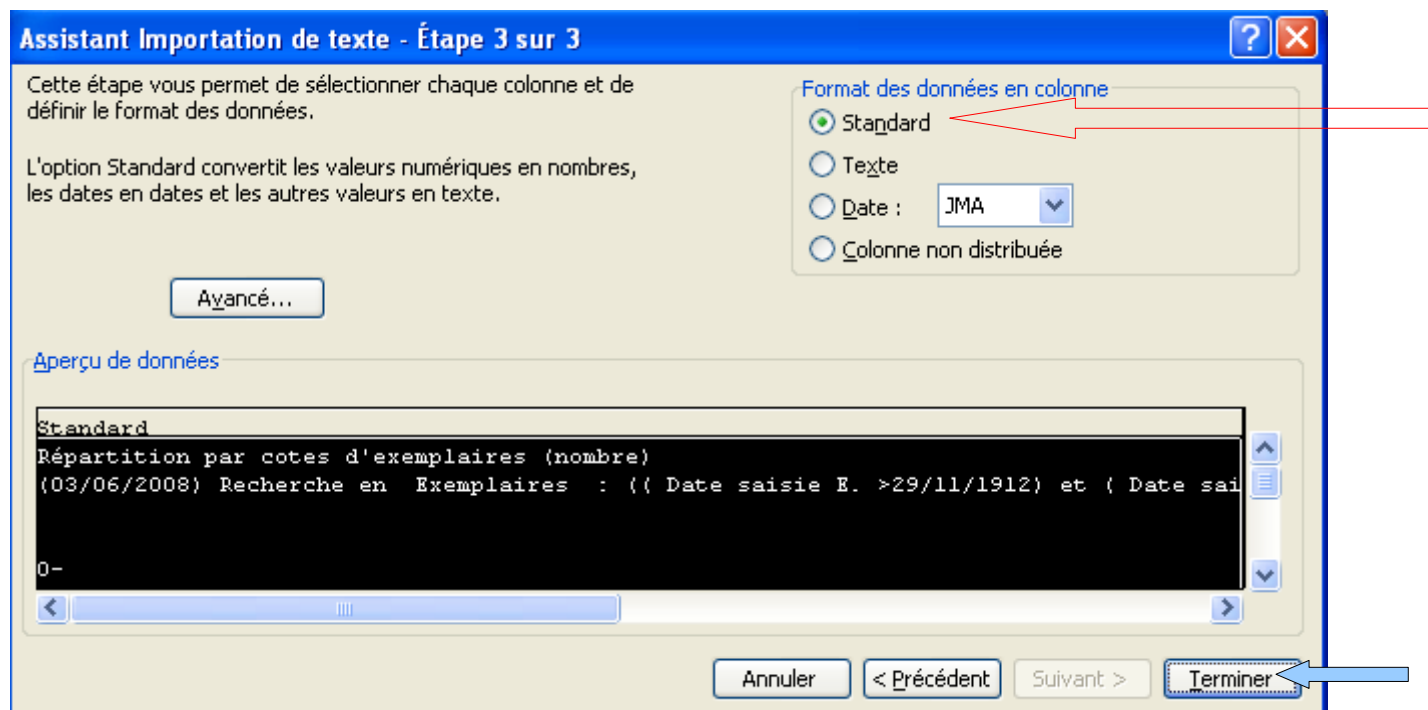 Assistant Importation de texte - Étape 3 sur 3
Cette étape vous permet de sélectionner chaque colonne et de
définir le format des données.
L'option Standard convertit les valeurs numériques en nombres,
les dates en dates et les autres valeurs en texte.
Format des données en colonne
Standard
Texte
Date : JMA
Colonne non distribuée
Avancé...
Aperçu de données
Standard
Répartition par cotes d'exemplaires (nombre)
(03/06/2008) Recherche en Exemplaires : (( Date saisie E. >29/11/1912) et ( Date sai
0-
Annuler < Précédent Suivant > Terminer